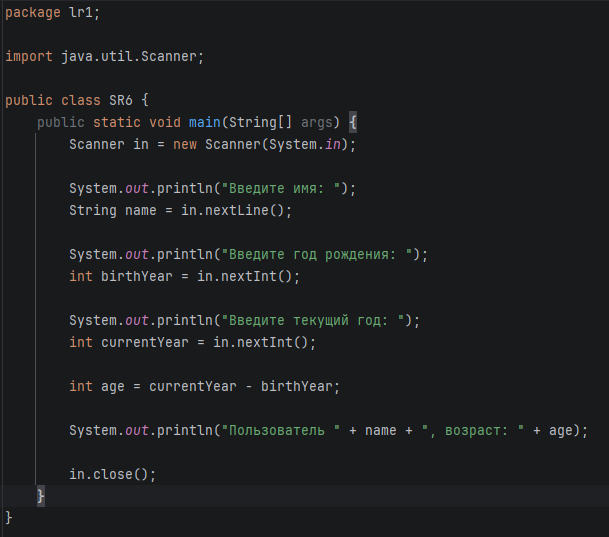 package lr1;
import java.util.Scanner;
public class SR6 {
public static void main(String[] args) {
Scanner in = new Scanner(System.in);
System.out.println("Введите имя: ");
String name = in.nextLine();
System.out.println("Введите год рождения: ");
int birthYear = in.nextInt();
System.out.println("Введите текущий год: ");
int currentYear = in.nextInt();
int age = currentYear - birthYear;
System.out.println("Пользователь " + name + ", возраст: " + age);
in.close();
}
}